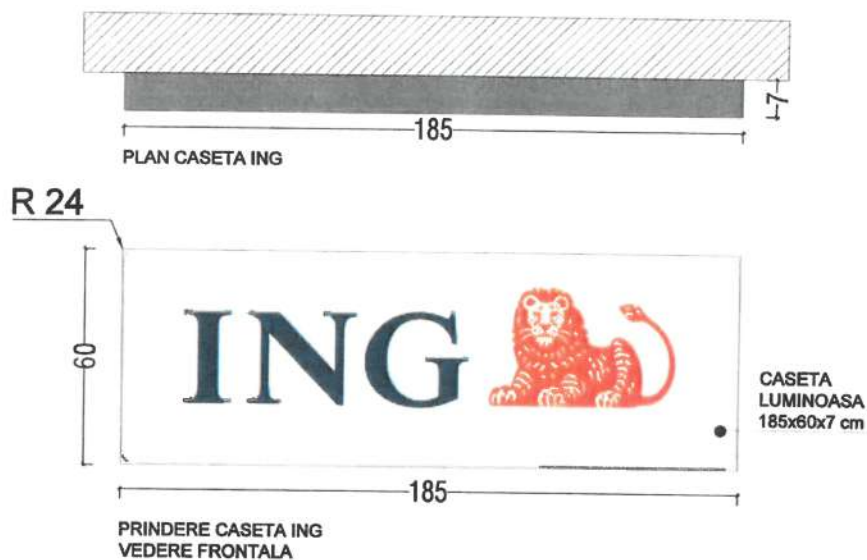 185
7
PLAN CASETA ING
R 24
60
ING
CASETA
LUMINOASA
185x60x7 cm
185
PRINDERE CASETA ING
VEDERE FRONTALA